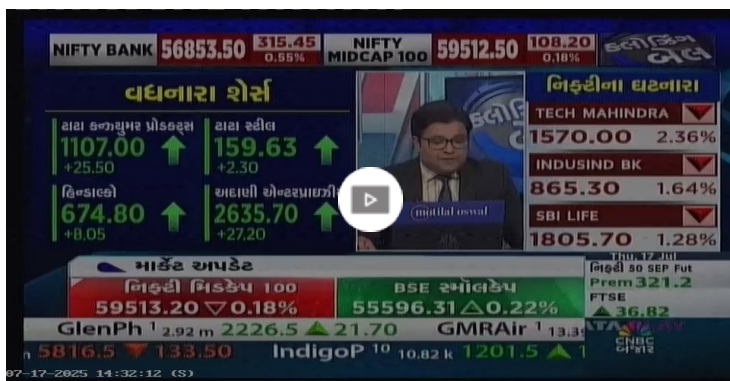 NIFTY BANK 56853.50 315.45 0.55% NIFTY MIDCAP 100 59512.50 108.20 0.18% ક્લોઝિંગ બેલ
વધનારા શેર્સ
ટાટા કન્ઝ્યુમર પ્રોડક્ટ્સ
1107.00
+25.50
ટાટા સ્ટીલ
159.63
+2.30
હિન્ડાલ્કો
674.80
+8.05
અદાણી એન્ટરપ્રાઇઝી
2635.70
+27.20
motilal oswal
નિફ્ટીના ઘટનારા
TECH MAHINDRA
1570.00 2.36%
INDUSIND BK
865.30 1.64%
SBI LIFE
1805.70 1.28%
Thu, 17 Jul
માર્કેટ અપડેટ
નિફ્ટી મિડકેપ 100
59513.20 ▽ 0.18%
BSE સ્મોલકેપ
55596.31 △ 0.22%
નિફ્ટી 50 SEP Fut
Prem 321.2
FTSE
▲ 36.82
GlenPh 1 2.92 m 2226.5 ▲ 21.70 GMRAir 1 13.3
5816.5 ▼ 133.50 IndigoP 10 10.82 k 1201.5 ▲ 1
CNBC
બજાર
07-17-2025 14:32:12 (S)